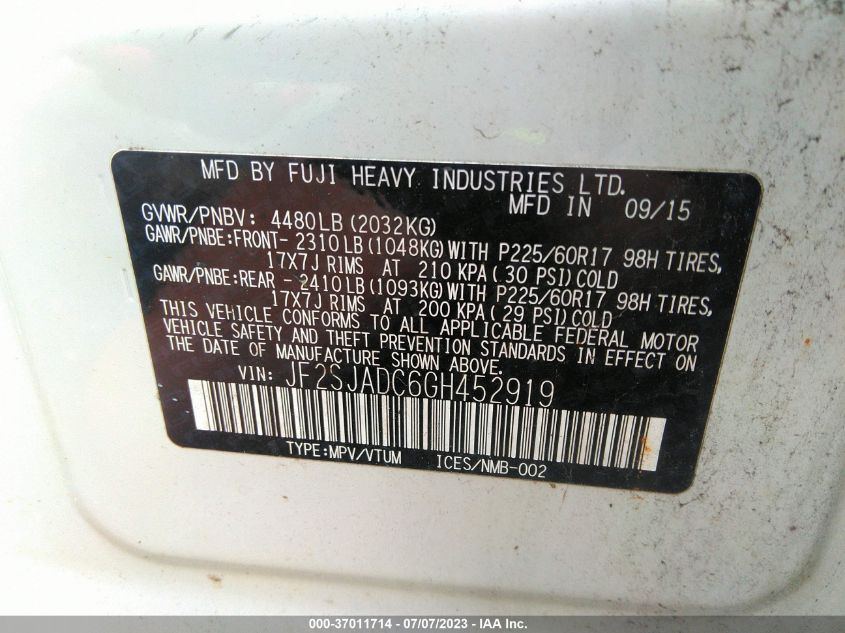 MFD BY FUJI HEAVY INDUSTRIES LTD.
MFD IN 09/15
GVWR/PNBV: 4480LB (2032KG)
GAWR/PNBE:FRONT- 2310LB (1048KG) WITH P225/60R17 98H TIRES,
17X7J RIMS AT 210 KPA ( 30 PSI) COLD
GAWR/PNBE:REAR - 2410LB (1093KG) WITH P225/60R17 98H TIRES,
17X7J RIMS AT 200 KPA ( 29 PSI) COLD
THIS VEHICLE CONFORMS TO ALL APPLICABLE FEDERAL MOTOR
VEHICLE SAFETY AND THEFT PREVENTION STANDARDS IN EFFECT ON
THE DATE OF MANUFACTURE SHOWN ABOVE.
VIN: JF2SJADC6GH452919
TYPE:MPV/VTUM ICES/NMB-002
000-37011714 - 07/07/2023 - IAA Inc.